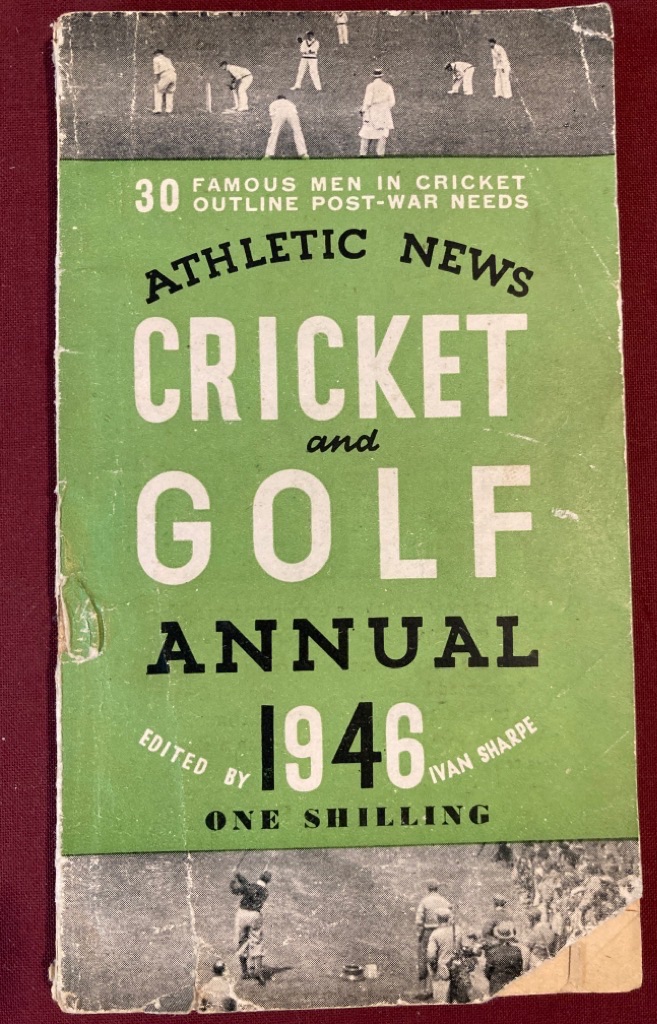 30 FAMOUS MEN IN CRICKET
OUTLINE POST-WAR NEEDS
ATHLETIC NEWS
CRICKET
and
GOLF
ANNUAL
1946
EDITED BY IVAN SHARPE
ONE SHILLING